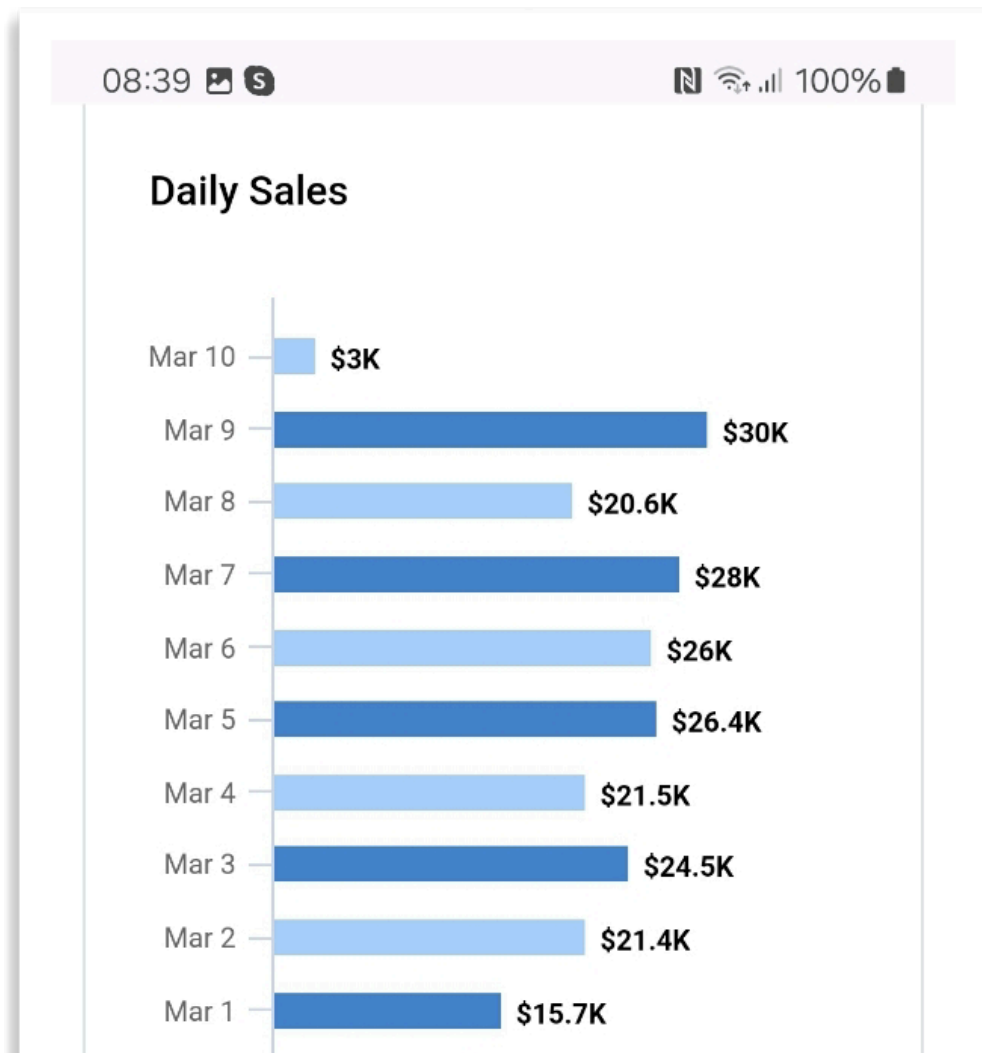 08:39 S N 100%
Daily Sales
Mar 10 $3K
Mar 9 $30K
Mar 8 $20.6K
Mar 7 $28K
Mar 6 $26K
Mar 5 $26.4K
Mar 4 $21.5K
Mar 3 $24.5K
Mar 2 $21.4K
Mar 1 $15.7K